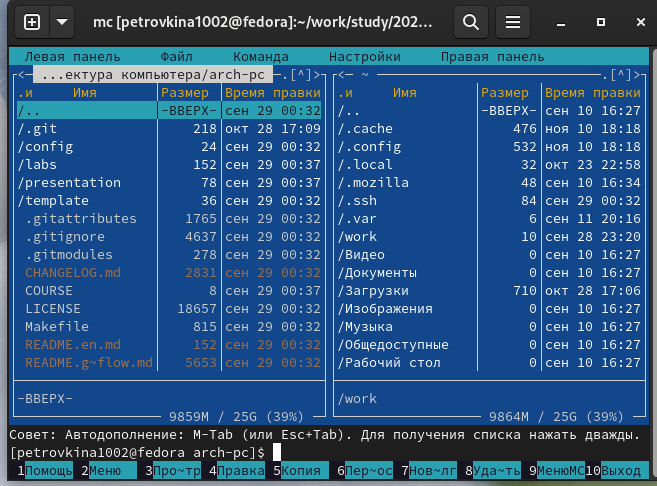 mc [petrovkina1002@fedora]:~/work/study/202...
Левая панель Файл Команда Настройки Правая панель
<— ...ектура компьютера/arch-pc —.[^]>
.и Имя Размер Время правки
/.. -ВВЕРХ- сен 29 00:32
/.git 218 окт 28 17:09
/config 24 сен 29 00:32
/labs 152 сен 29 00:37
/presentation 78 сен 29 00:37
/template 36 сен 29 00:32
.gitattributes 1765 сен 29 00:32
.gitignore 4637 сен 29 00:32
.gitmodules 278 сен 29 00:32
CHANGELOG.md 2831 сен 29 00:32
COURSE 8 сен 29 00:37
LICENSE 18657 сен 29 00:32
Makefile 815 сен 29 00:32
README.en.md 152 сен 29 00:32
README.g~flow.md 5653 сен 29 00:32
-ВВЕРХ-
9859M / 25G (39%)
<— ~ —.[^]>
.и Имя Размер Время правки
/.. -ВВЕРХ- сен 10 16:27
/.cache 476 ноя 10 18:18
/.config 532 ноя 10 18:18
/.local 32 окт 23 22:58
/.mozilla 48 сен 10 16:34
/.ssh 84 сен 29 00:32
/.var 6 сен 11 20:16
/work 10 сен 28 23:20
/Видео 0 сен 10 16:27
/Документы 0 сен 10 16:27
/Загрузки 710 окт 28 17:06
/Изображения 0 сен 10 16:27
/Музыка 0 сен 10 16:27
/Общедоступные 0 сен 10 16:27
/Рабочий стол 0 сен 10 16:27
/work
9864M / 25G (39%)
Совет: Автодополнение: M-Tab (или Esc+Tab). Для получения списка нажать дважды.
[petrovkina1002@fedora arch-pc]$
1Помощь 2Меню 3Про~тр 4Правка 5Копия 6Пер~ос 7Нов~лг 8Уда~ть 9МенюMC 10Выход